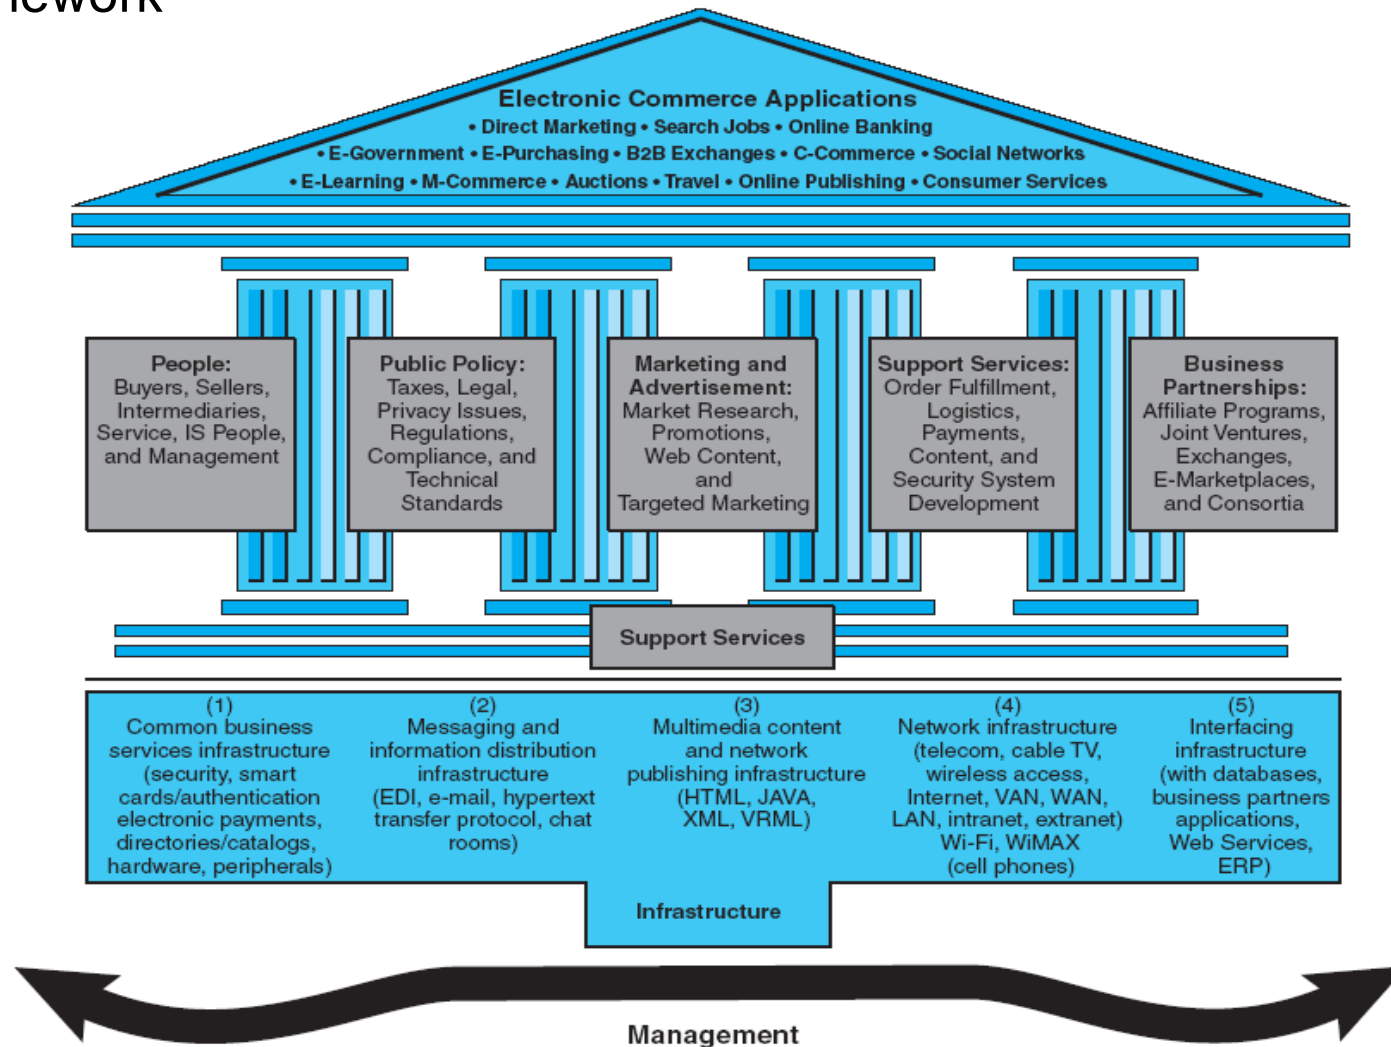 Electronic Commerce Applications
• Direct Marketing • Search Jobs • Online Banking
• E-Government • E-Purchasing • B2B Exchanges • C-Commerce • Social Networks
• E-Learning • M-Commerce • Auctions • Travel • Online Publishing • Consumer Services
People:
Buyers, Sellers,
Intermediaries,
Service, IS People,
and Management
Public Policy:
Taxes, Legal,
Privacy Issues,
Regulations,
Compliance, and
Technical
Standards
Marketing and
Advertisement:
Market Research,
Promotions,
Web Content,
and
Targeted Marketing
Support Services:
Order Fulfillment,
Logistics,
Payments,
Content, and
Security System
Development
Business
Partnerships:
Affiliate Programs,
Joint Ventures,
Exchanges,
E-Marketplaces,
and Consortia
Support Services
(1)
Common business
services infrastructure
(security, smart
cards/authentication
electronic payments,
directories/catalogs,
hardware, peripherals)
(2)
Messaging and
information distribution
infrastructure
(EDI, e-mail, hypertext
transfer protocol, chat
rooms)
(3)
Multimedia content
and network
publishing infrastructure
(HTML, JAVA,
XML, VRML)
(4)
Network infrastructure
(telecom, cable TV,
wireless access,
Internet, VAN, WAN,
LAN, intranet, extranet)
Wi-Fi, WiMAX
(cell phones)
(5)
Interfacing
infrastructure
(with databases,
business partners
applications,
Web Services,
ERP)
Infrastructure
Management